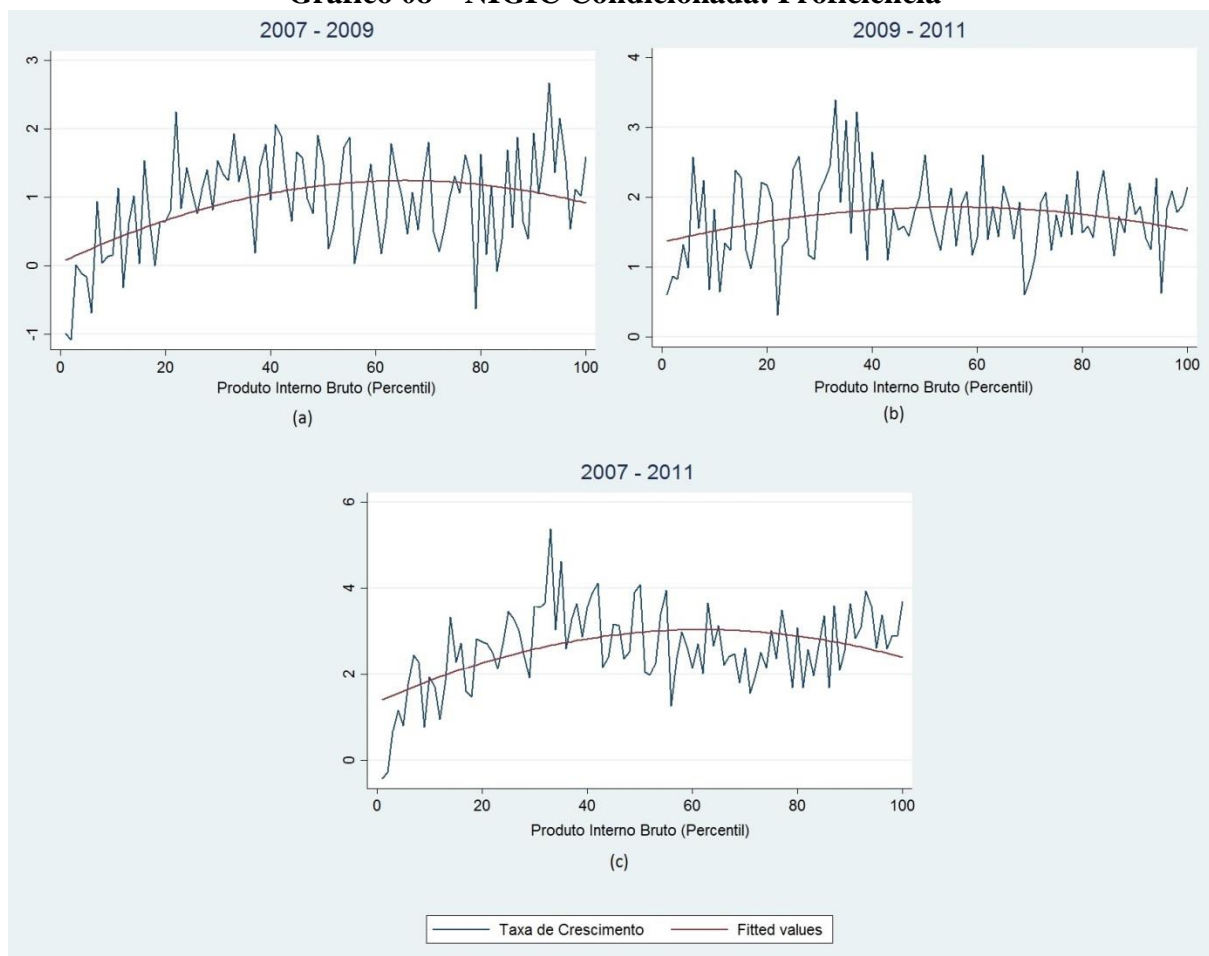 Gráfico 08 – NIGIC Condicionada: Proficiência
2007 - 2009
3
2
1
0
-1
0 20 40 60 80 100
Produto Interno Bruto (Percentil)
(a)
2009 - 2011
4
3
2
1
0
0 20 40 60 80 100
Produto Interno Bruto (Percentil)
(b)
2007 - 2011
6
4
2
0
0 20 40 60 80 100
Produto Interno Bruto (Percentil)
(c)
Taxa de Crescimento Fitted values